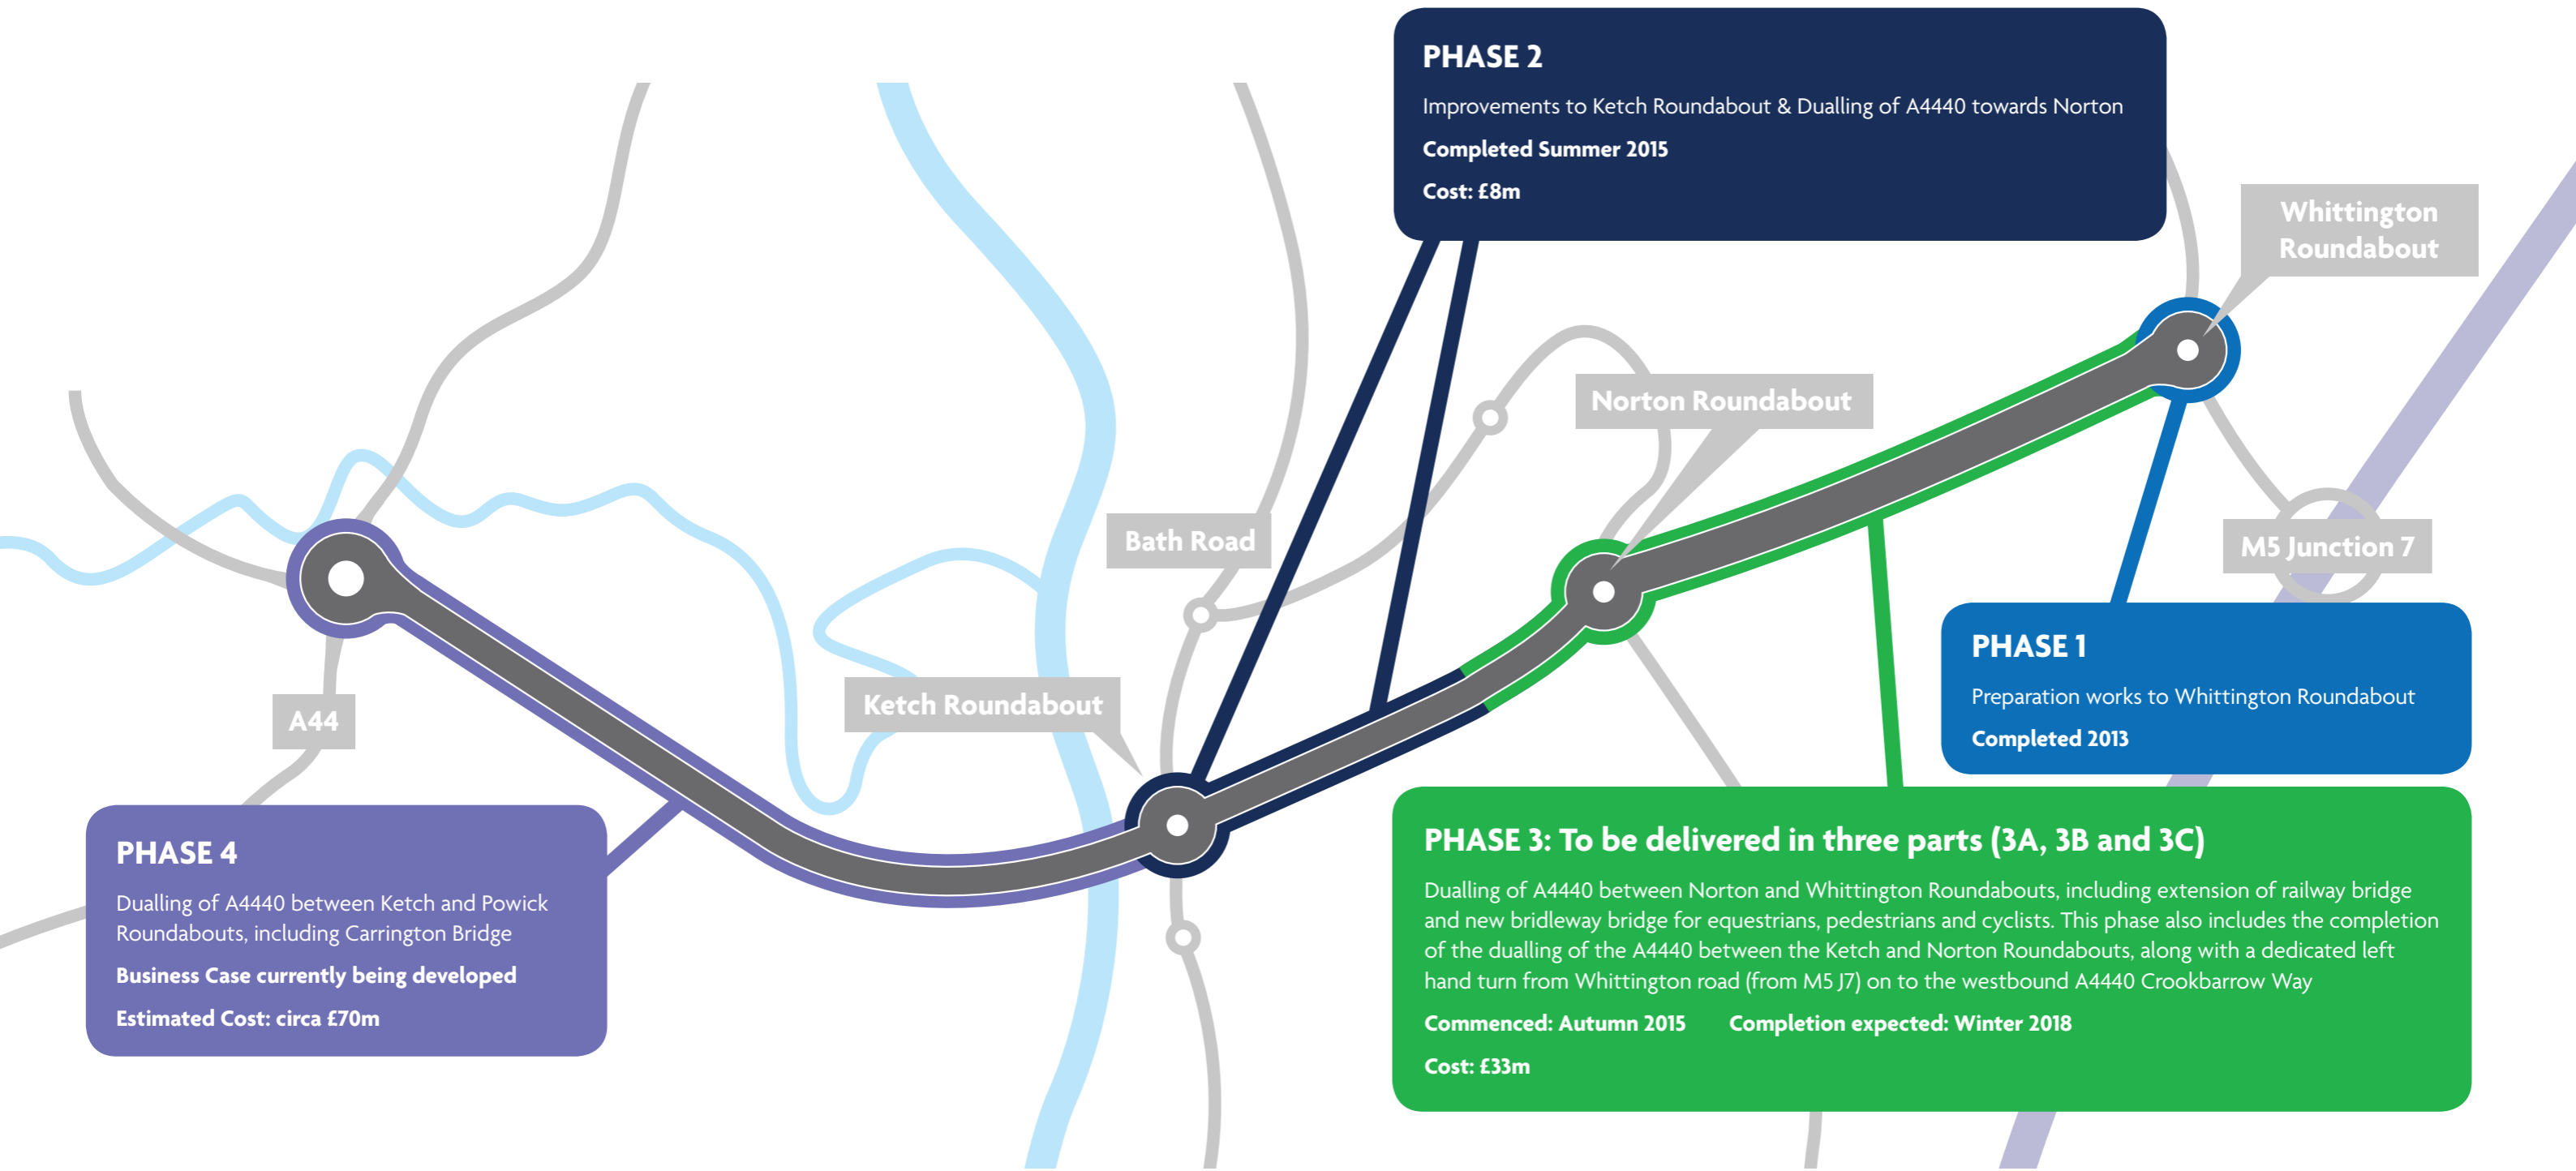 PHASE 2
Improvements to Ketch Roundabout & Dualling of A4440 towards Norton
Completed Summer 2015
Cost: £8m
Whittington
Roundabout
Norton Roundabout
Bath Road
M5 Junction 7
Ketch Roundabout
A44
PHASE 1
Preparation works to Whittington Roundabout
Completed 2013
PHASE 4
Dualling of A4440 between Ketch and Powick
Roundabouts, including Carrington Bridge
Business Case currently being developed
Estimated Cost: circa £70m
PHASE 3: To be delivered in three parts (3A, 3B and 3C)
Dualling of A4440 between Norton and Whittington Roundabouts, including extension of railway bridge
and new bridleway bridge for equestrians, pedestrians and cyclists. This phase also includes the completion
of the dualling of the A4440 between the Ketch and Norton Roundabouts, along with a dedicated left
hand turn from Whittington road (from M5 J7) on to the westbound A4440 Crookbarrow Way
Commenced: Autumn 2015 Completion expected: Winter 2018
Cost: £33m